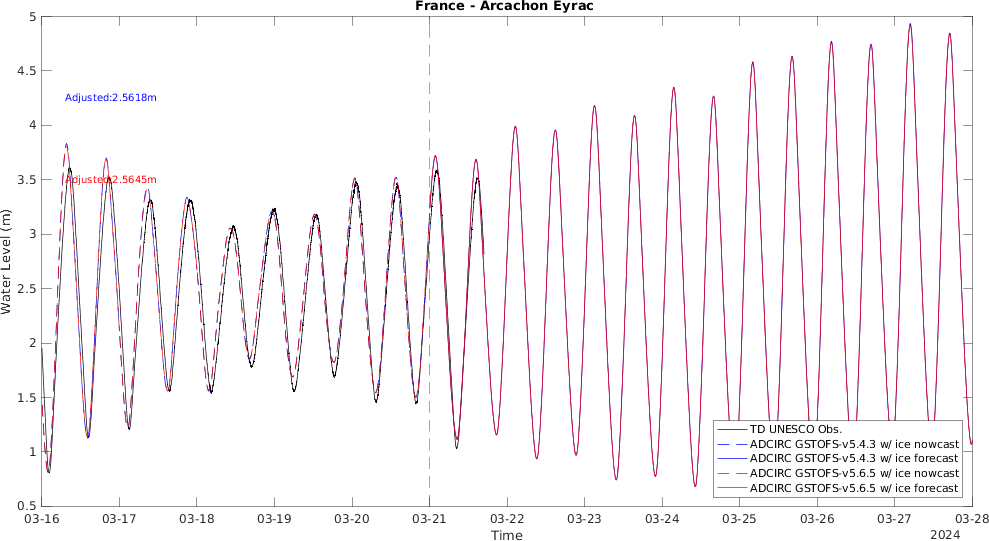 France - Arcachon Eyrac
Water Level (m)
5
4.5
4
3.5
3
2.5
2
1.5
1
0.5
Adjusted:2.5618m
Adjusted:2.5645m
TD UNESCO Obs.
ADCIRC GSTOFS-v5.4.3 w/ ice nowcast
ADCIRC GSTOFS-v5.4.3 w/ ice forecast
ADCIRC GSTOFS-v5.6.5 w/ ice nowcast
ADCIRC GSTOFS-v5.6.5 w/ ice forecast
03-16 03-17 03-18 03-19 03-20 03-21 03-22 03-23 03-24 03-25 03-26 03-27 03-28
Time
2024